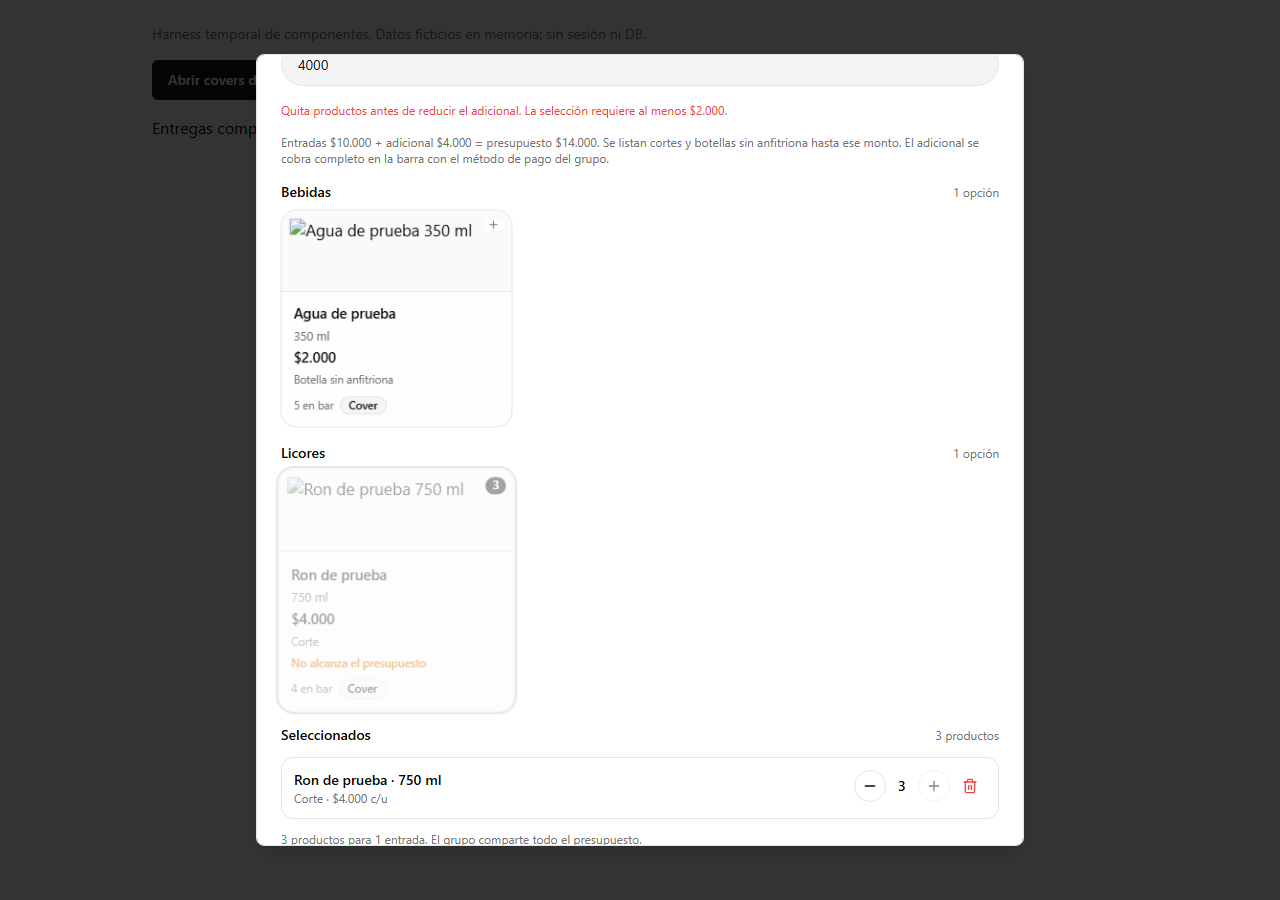 Harness temporal de componentes. Datos ficticios en memoria; sin sesión ni DB.
Abrir covers d
Entregas comp
4000
Quita productos antes de reducir el adicional. La selección requiere al menos $2.000.
Entradas $10.000 + adicional $4.000 = presupuesto $14.000. Se listan cortes y botellas sin anfitriona hasta ese monto. El adicional se
cobra completo en la barra con el método de pago del grupo.
Bebidas
1 opción
Agua de prueba 350 ml
+
Agua de prueba
350 ml
$2.000
Botella sin anfitriona
5 en bar Cover
Licores
1 opción
Ron de prueba 750 ml
3
Ron de prueba
750 ml
$4.000
Corte
No alcanza el presupuesto
4 en bar Cover
Seleccionados
3 productos
Ron de prueba · 750 ml
Corte · $4.000 c/u
− 3 +
3 productos para 1 entrada. El grupo comparte todo el presupuesto.